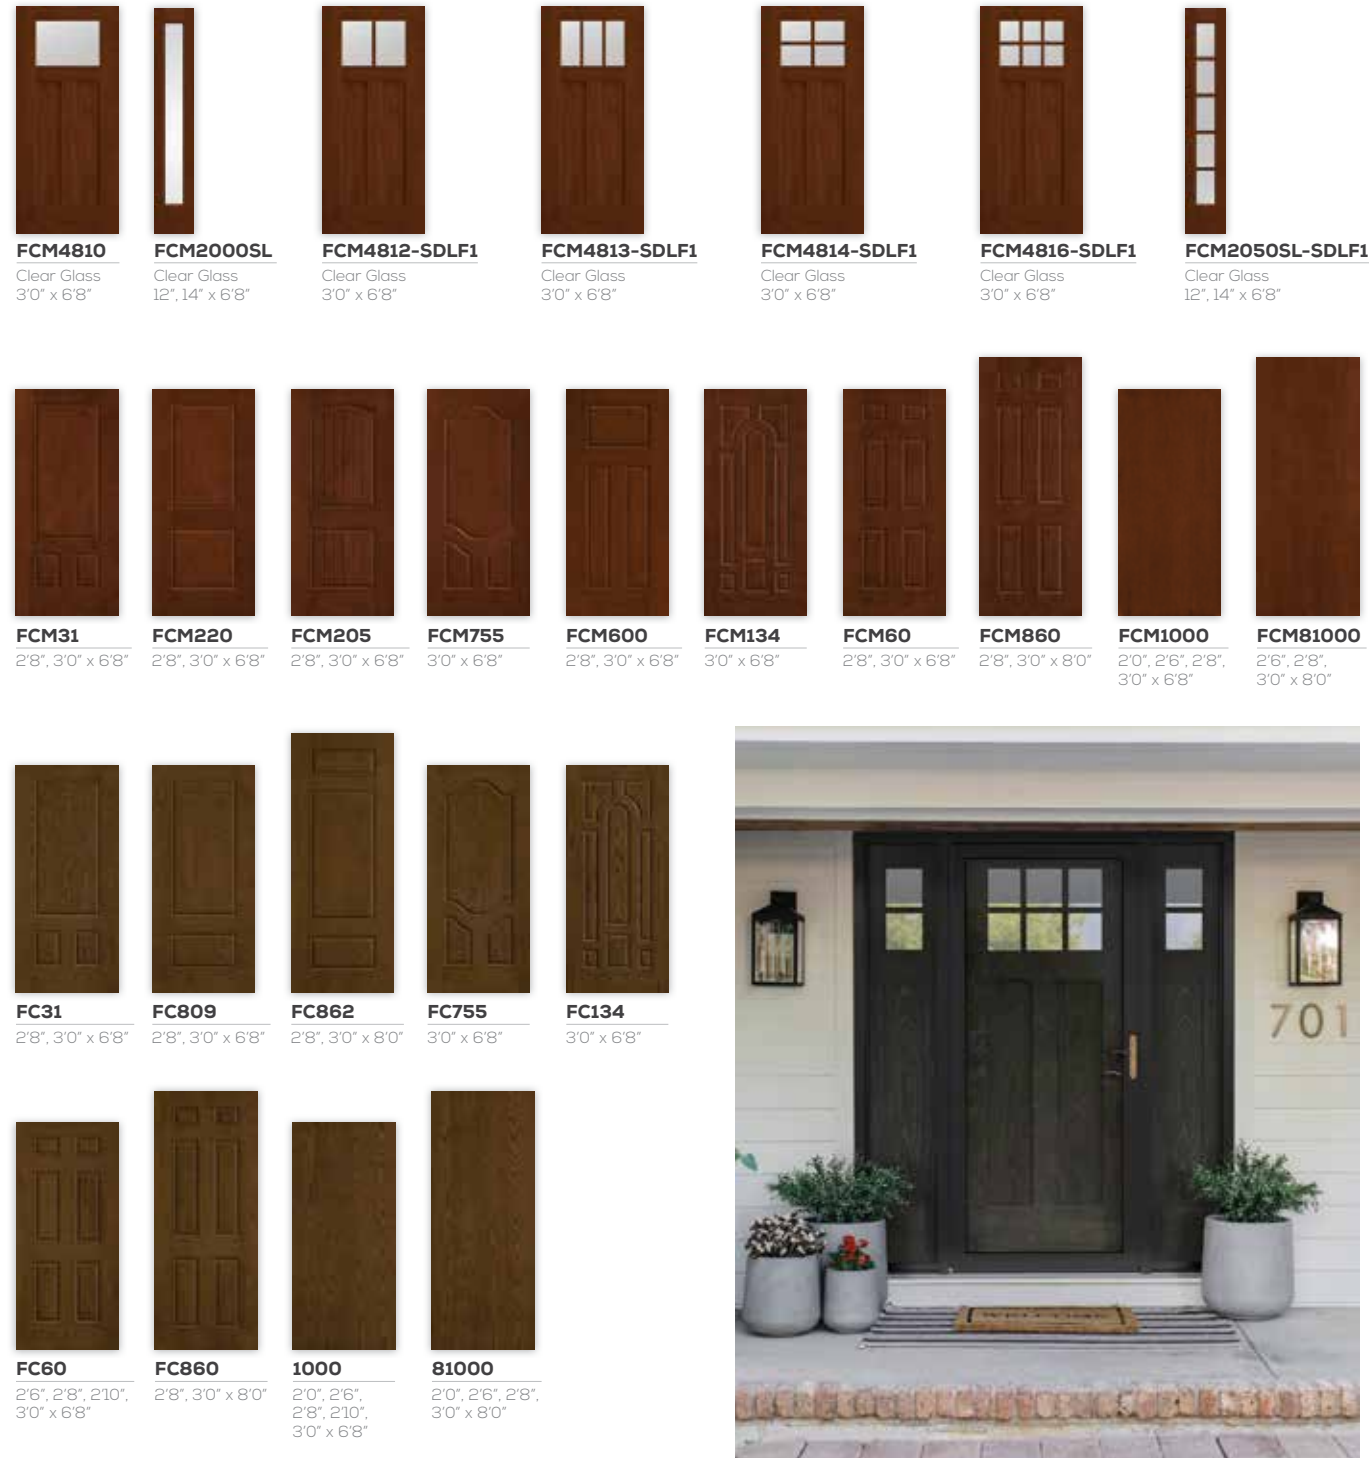 FCM4810
Clear Glass
3'0" x 6'8"
FCM2000SL
Clear Glass
12", 14" x 6'8"
FCM4812-SDLF1
Clear Glass
3'0" x 6'8"
FCM4813-SDLF1
Clear Glass
3'0" x 6'8"
FCM4814-SDLF1
Clear Glass
3'0" x 6'8"
FCM4816-SDLF1
Clear Glass
3'0" x 6'8"
FCM2050SL-SDLF1
Clear Glass
12", 14" x 6'8"
FCM31
2'8", 3'0" x 6'8"
FCM220
2'8", 3'0" x 6'8"
FCM205
2'8", 3'0" x 6'8"
FCM755
3'0" x 6'8"
FCM600
2'8", 3'0" x 6'8"
FCM134
3'0" x 6'8"
FCM60
2'8", 3'0" x 6'8"
FCM860
2'8", 3'0" x 8'0"
FCM1000
2'0", 2'6", 2'8",
3'0" x 6'8"
FCM81000
2'6", 2'8",
3'0" x 8'0"
FC31
2'8", 3'0" x 6'8"
FC809
2'8", 3'0" x 6'8"
FC862
2'8", 3'0" x 8'0"
FC755
3'0" x 6'8"
FC134
3'0" x 6'8"
701
WELCOME
FC60
2'6", 2'8", 2'10",
3'0" x 6'8"
FC860
2'8", 3'0" x 8'0"
1000
2'0", 2'6",
2'8", 2'10",
3'0" x 6'8"
81000
2'0", 2'6", 2'8",
3'0" x 8'0"